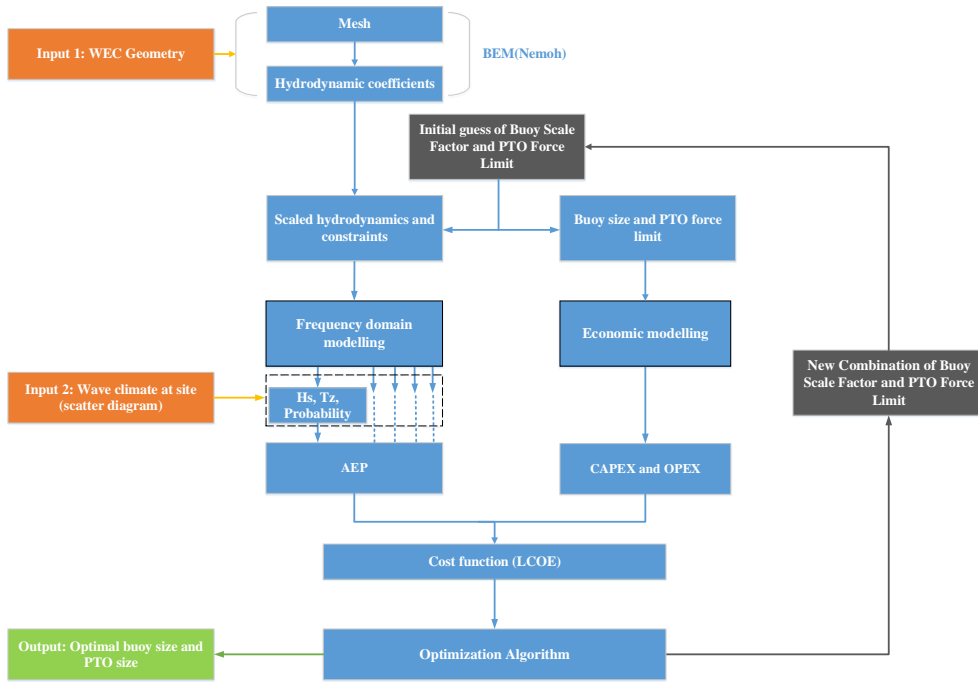 Mesh
Input 1: WEC Geometry
BEM(Nemoh)
Hydrodynamic coefficients
Initial guess of Buoy Scale
Factor and PTO Force
Limit
Scaled hydrodynamics and
constraints
Buoy size and PTO force
limit
Frequency domain
modelling
Economic modelling
New Combination of Buoy
Scale Factor and PTO Force
Limit
Input 2: Wave climate at site
(scatter diagram)
Hs, Tz,
Probability
AEP
CAPEX and OPEX
Cost function (LCOE)
Output: Optimal buoy size and
PTO size
Optimization Algorithm